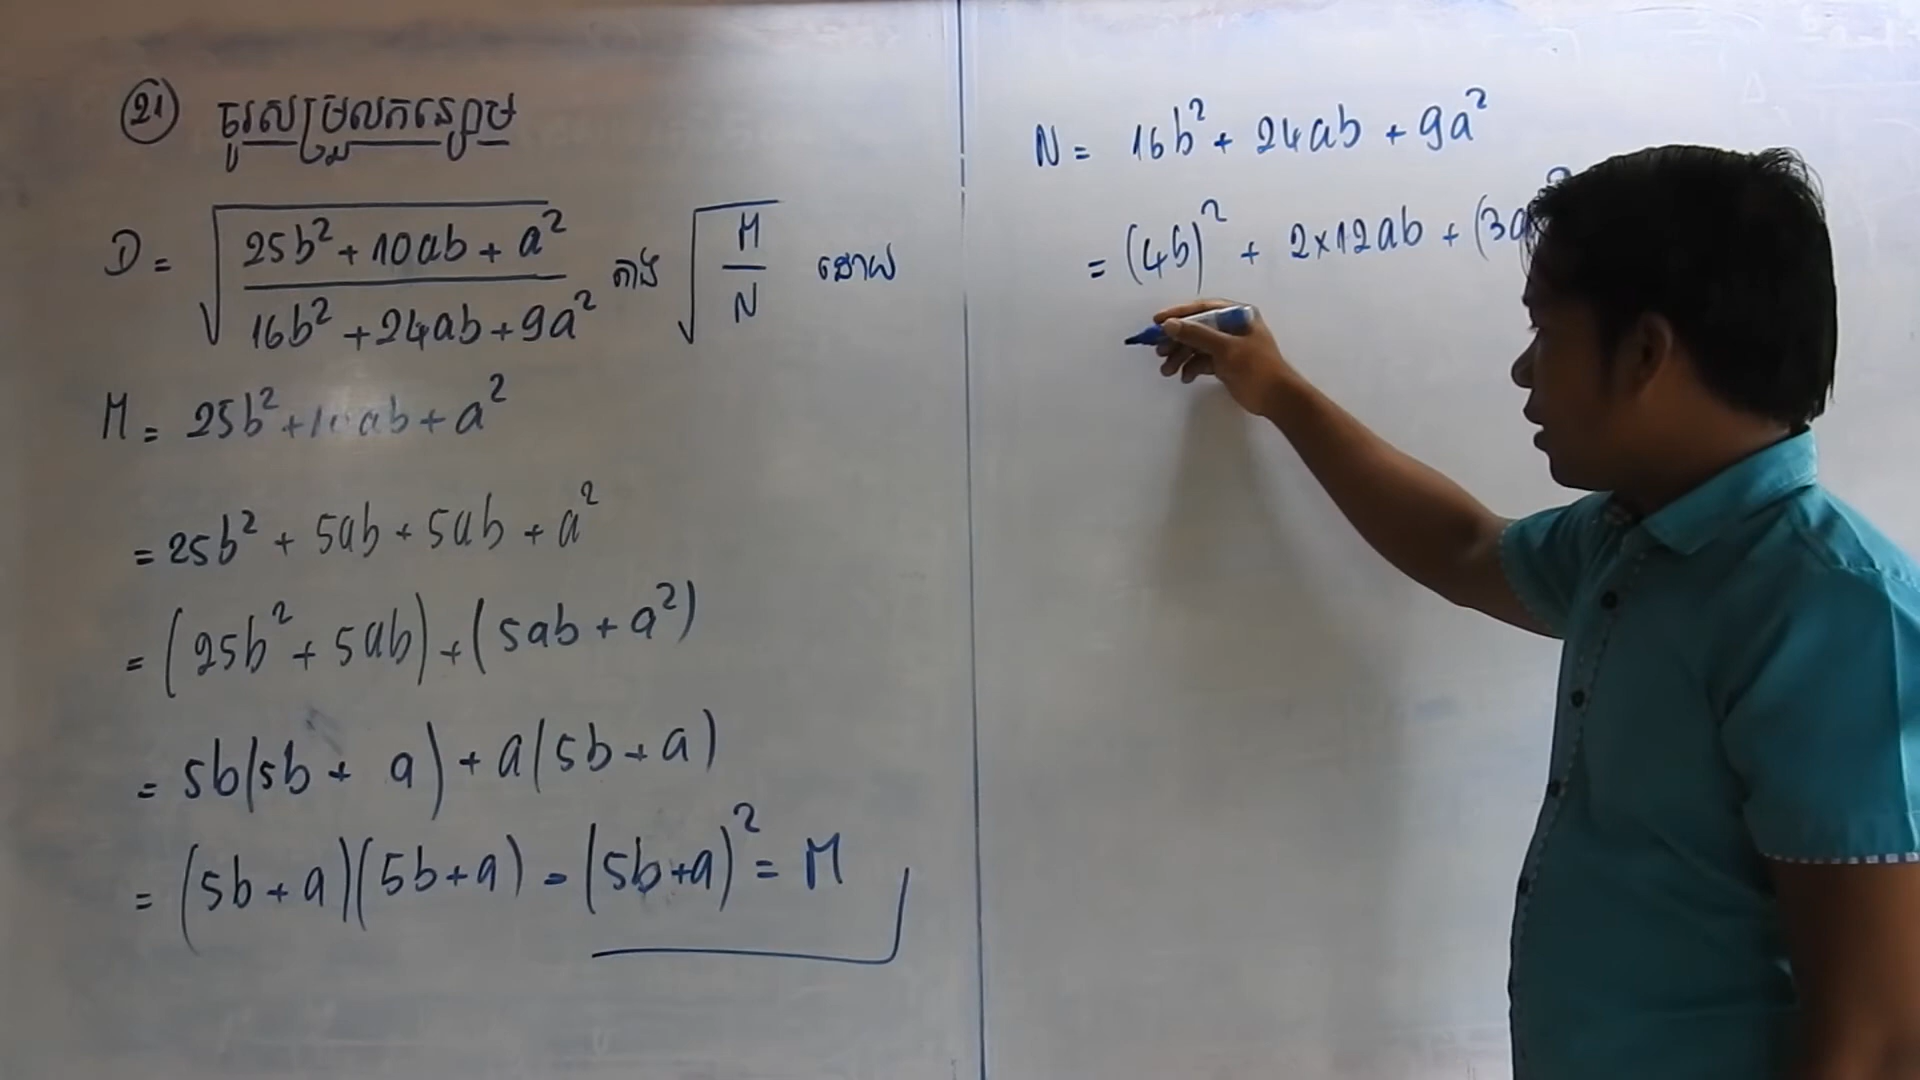 21 ចូរសម្រួលកន្សោម
D = √(25b² + 10ab + a² / 16b² + 24ab + 9a²) តាង √(M / N) ដោយ
M = 25b² + 10ab + a²
= 25b² + 5ab + 5ab + a²
= (25b² + 5ab) + (5ab + a²)
= 5b(5b + a) + a(5b + a)
= (5b + a)(5b + a) = (5b + a)² = M
N = 16b² + 24ab + 9a²
= (4b)² + 2×12ab + (3a